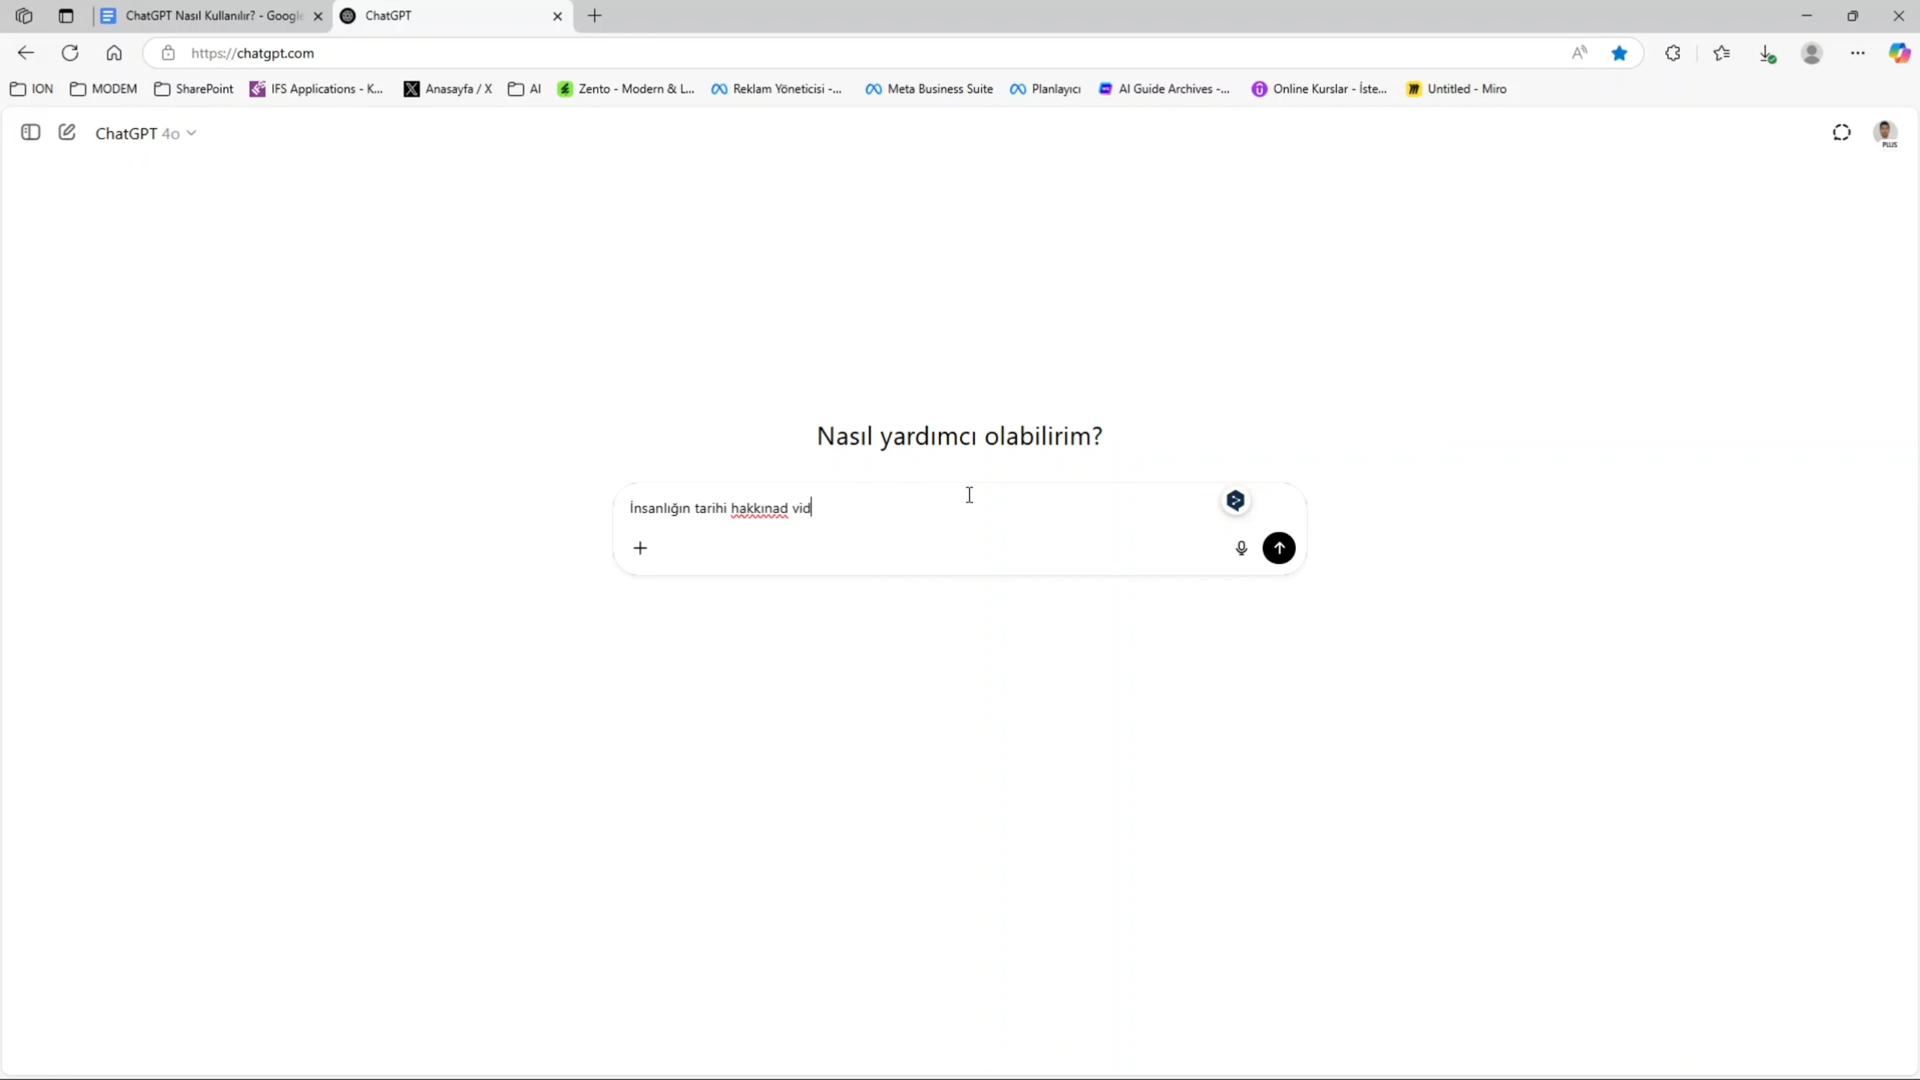 ChatGPT Nasıl Kullanılır? - Google
ChatGPT
https://chatgpt.com
ION
MODEM
SharePoint
IFS Applications - K...
Anasayfa / X
AI
Zento - Modern & L...
Reklam Yöneticisi -...
Meta Business Suite
Planlayıcı
AI Guide Archives -...
Online Kurslar - İste...
Untitled - Miro
ChatGPT 4o
PLUS
Nasıl yardımcı olabilirim?
İnsanlığın tarihi hakkınad vid